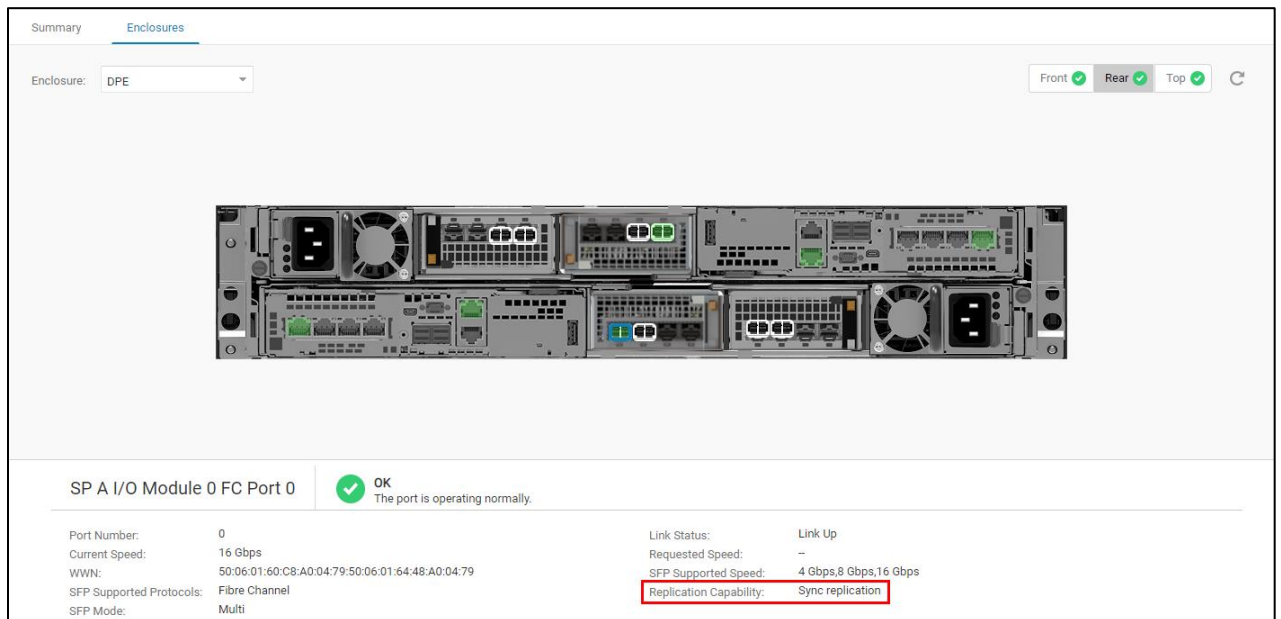 Summary Enclosures
Enclosure: DPE Front Rear Top
SP A I/O Module 0 FC Port 0
OK
The port is operating normally.
Port Number: 0
Current Speed: 16 Gbps
WWN: 50:06:01:60:C8:A0:04:79:50:06:01:64:48:A0:04:79
SFP Supported Protocols: Fibre Channel
SFP Mode: Multi
Link Status: Link Up
Requested Speed: --
SFP Supported Speed: 4 Gbps,8 Gbps,16 Gbps
Replication Capability: Sync replication